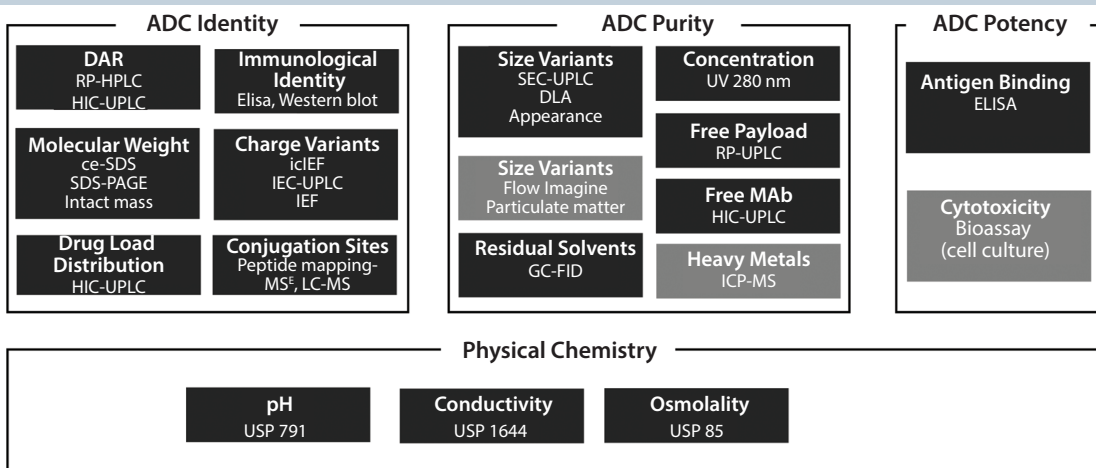 ADC Identity
DAR
RP-HPLC
HIC-UPLC
Immunological
Identity
Elisa, Western blot
Molecular Weight
ce-SDS
SDS-PAGE
Intact mass
Charge Variants
icIEF
IEC-UPLC
IEF
Drug Load
Distribution
HIC-UPLC
Conjugation Sites
Peptide mapping-
MSᴱ, LC-MS
ADC Purity
Size Variants
SEC-UPLC
DLA
Appearance
Concentration
UV 280 nm
Size Variants
Flow Imagine
Particulate matter
Free Payload
RP-UPLC
Free MAb
HIC-UPLC
Residual Solvents
GC-FID
Heavy Metals
ICP-MS
ADC Potency
Antigen Binding
ELISA
Cytotoxicity
Bioassay
(cell culture)
Physical Chemistry
pH
USP 791
Conductivity
USP 1644
Osmolality
USP 85